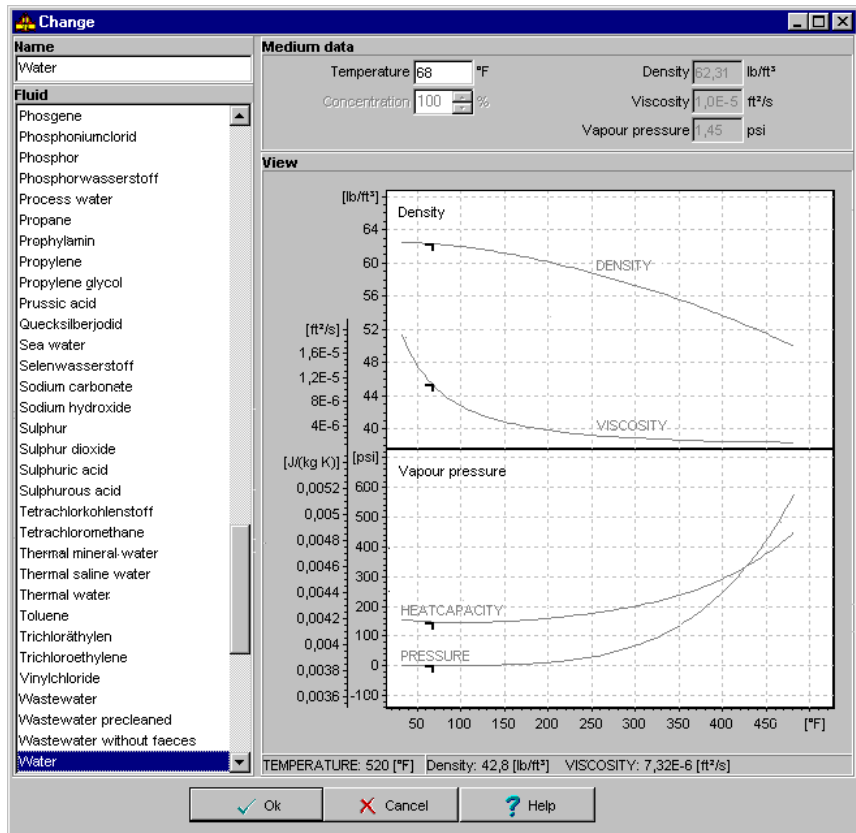 Change
Name
Water
Fluid
Phosgene
Phosphoniumclorid
Phosphor
Phosphorwasserstoff
Process water
Propane
Prophylamin
Propylene
Propylene glycol
Prussic acid
Quecksilberjodid
Sea water
Selenwasserstoff
Sodium carbonate
Sodium hydroxide
Sulphur
Sulphur dioxide
Sulphuric acid
Sulphurous acid
Tetrachlorkohlenstoff
Tetrachloromethane
Thermal mineral-water
Thermal saline water
Thermal water
Toluene
Trichloräthylen
Trichloroethylene
Vinylchloride
Wastewater
Wastewater precleaned
Wastewater without faeces
Water
Medium data
Temperature 68 °F
Concentration 100 %
Density 62,31 lb/ft³
Viscosity 1,0E-5 ft²/s
Vapour pressure 1,45 psi
View
[lb/ft³]
Density
64
60
56
52
48
44
40
DENSITY
[ft²/s]
1,6E-5
1,2E-5
8E-6
4E-6
VISCOSITY
[J/(kg K)]
[psi]
Vapour pressure
0,0052
0,005
0,0048
0,0046
0,0044
0,0042
0,004
0,0038
0,0036
600
500
400
300
200
100
0
-100
HEATCAPACITY
PRESSURE
50 100 150 200 250 300 350 400 450 [°F]
TEMPERATURE: 520 [°F] Density: 42,8 [lb/ft³] VISCOSITY: 7,32E-6 [ft²/s]
Ok Cancel Help